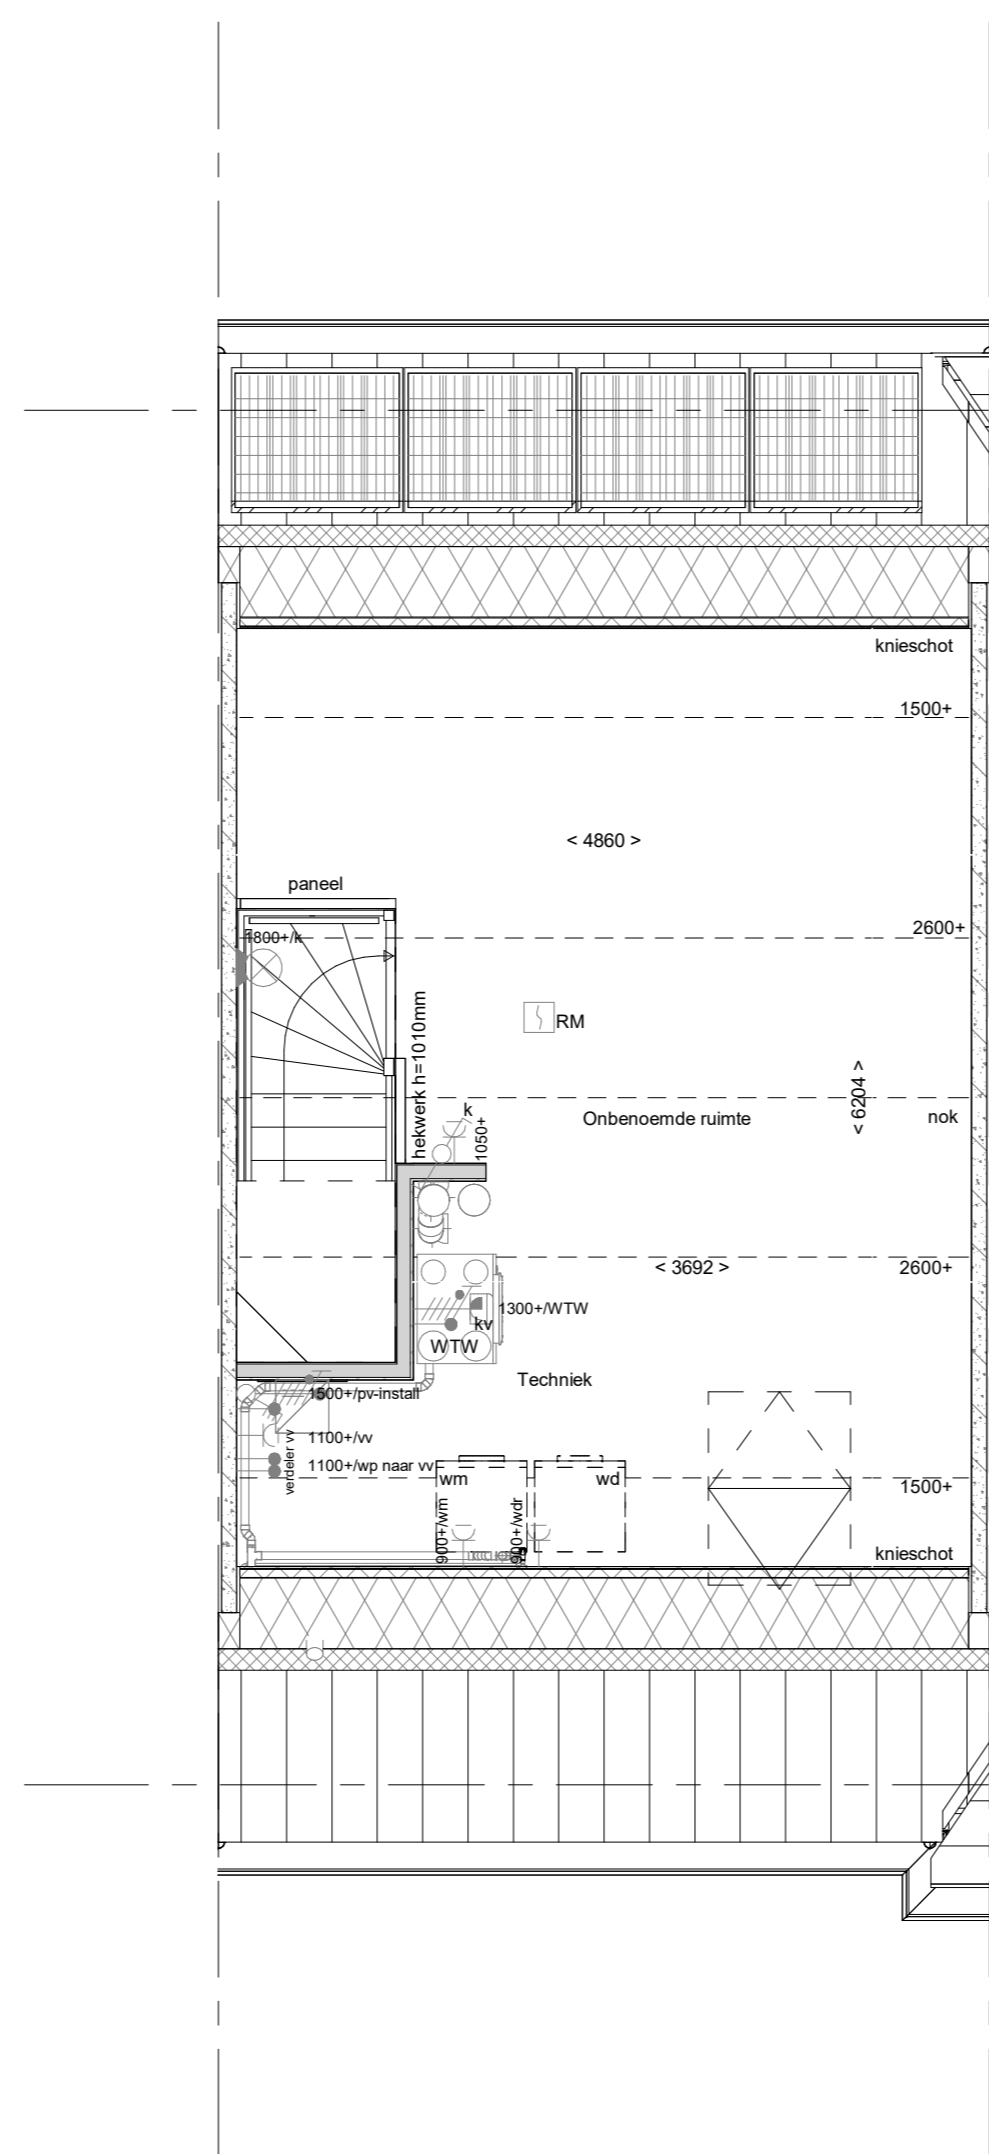 knieschot
1500+
< 4860 >
paneel
2600+
1800+/k
RM
hekwerk h=1010mm
< 6204 >
k
1050+
Onbenoemde ruimte
nok
< 3692 >
2600+
1300+/WTW
kv
WTW
Techniek
1500+/pv-install
1100+/vv
verdeler vv
1100+/wp naar vv
wm
wd
1500+
900+/wm
900+/wdr
knieschot